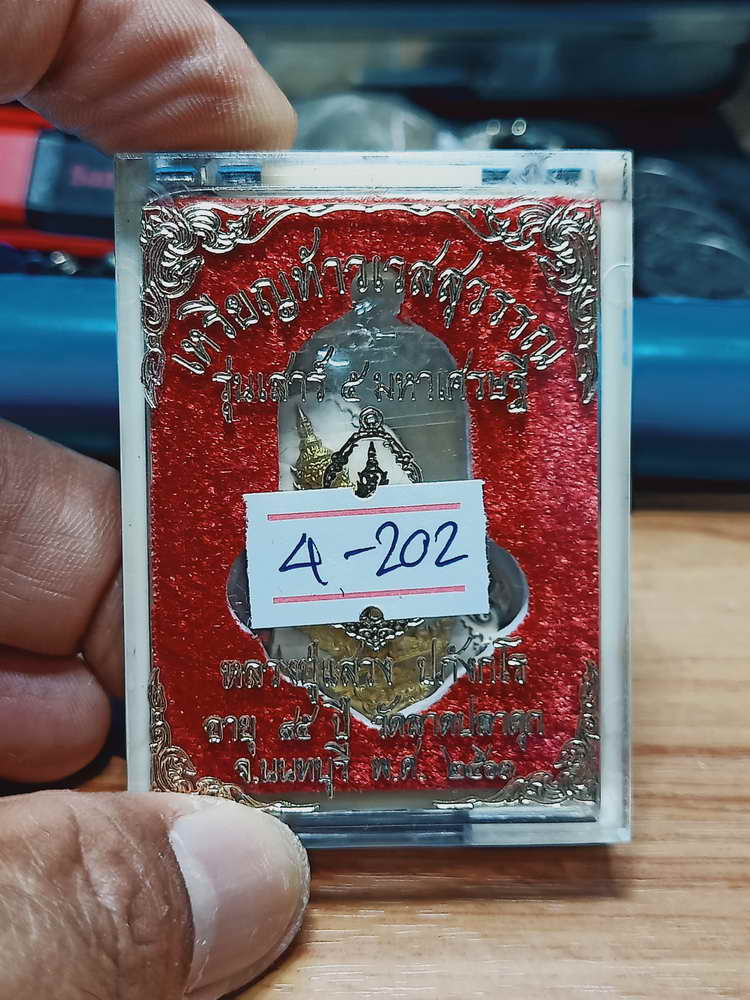 เหรียญท้าวเวสสุวรรณ
รุ่นเสาร์ ๕ มหาเศรษฐี
4-202
หลวงปู่แสวง ปภังกโร
อายุ ๙๕ ปี วัดลาดปลาดุก
จ.นนทบุรี พ.ศ. ๒๕๖๓